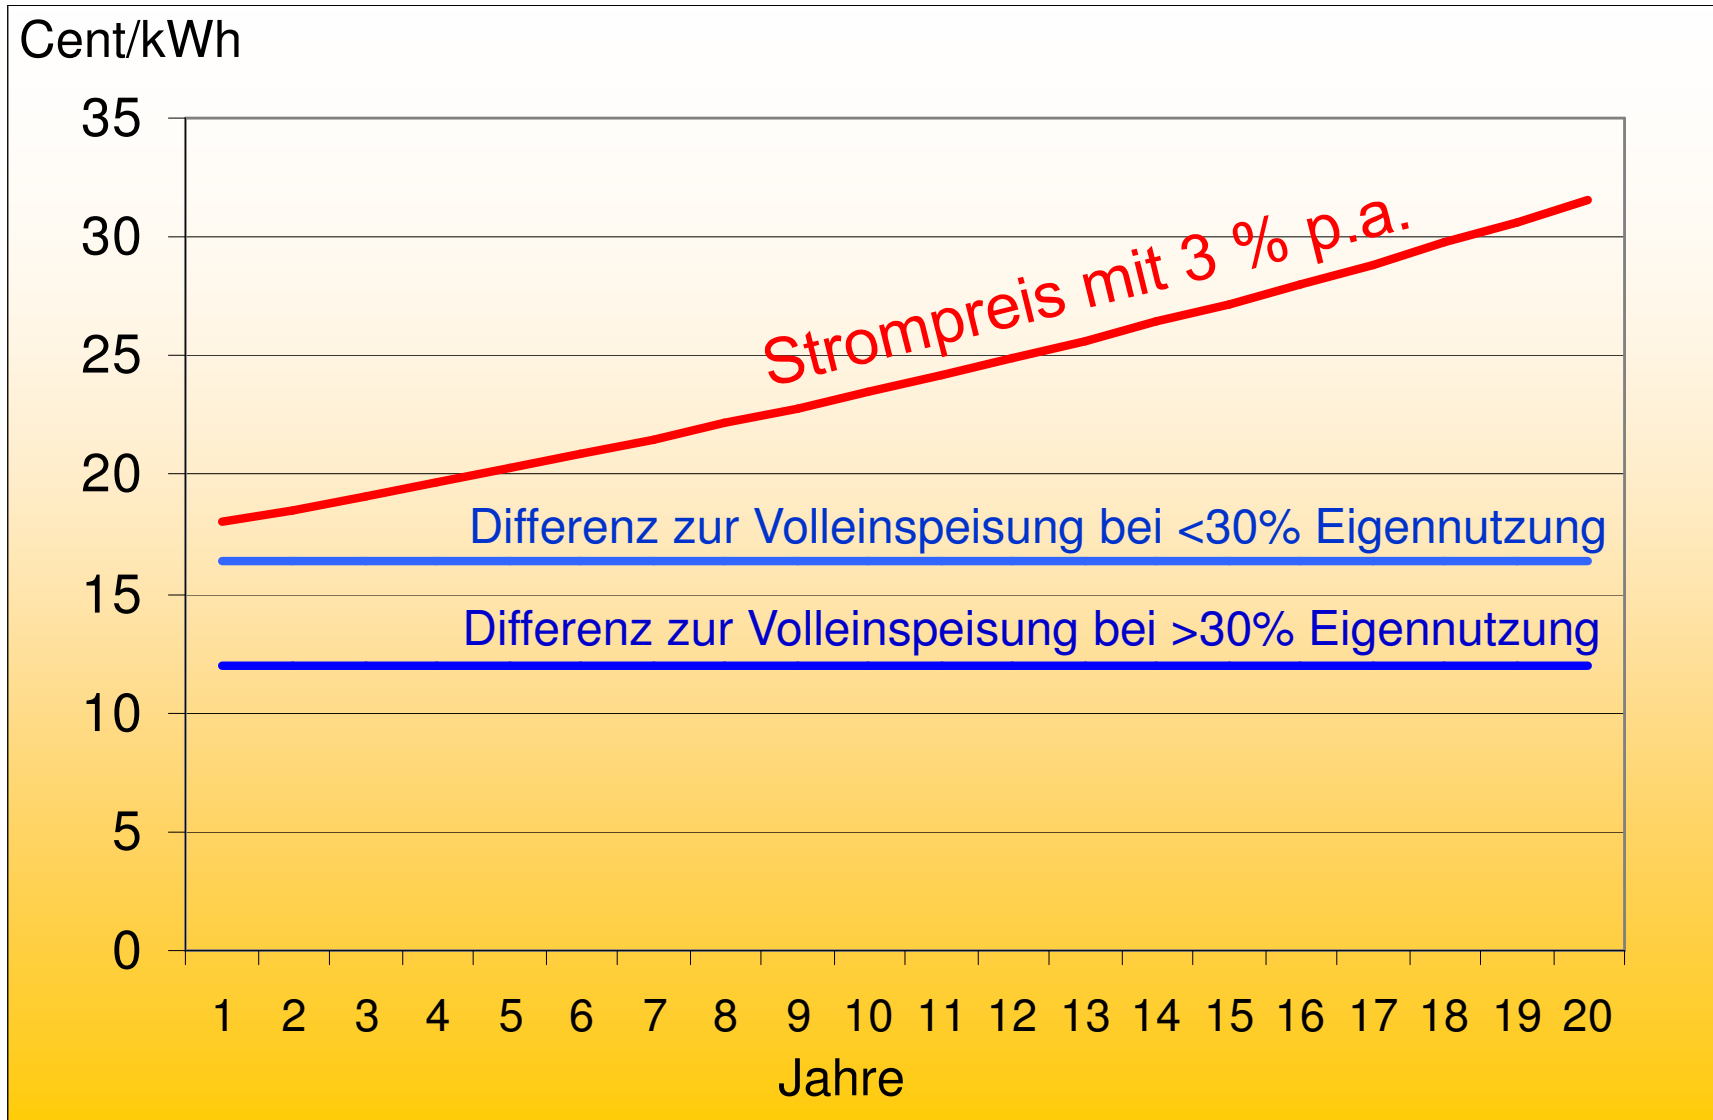 Cent/kWh
35
30
25
20
15
10
5
0
Strompreis mit 3 % p.a.
Differenz zur Volleinspeisung bei <30% Eigennutzung
Differenz zur Volleinspeisung bei >30% Eigennutzung
1 2 3 4 5 6 7 8 9 10 11 12 13 14 15 16 17 18 19 20
Jahre